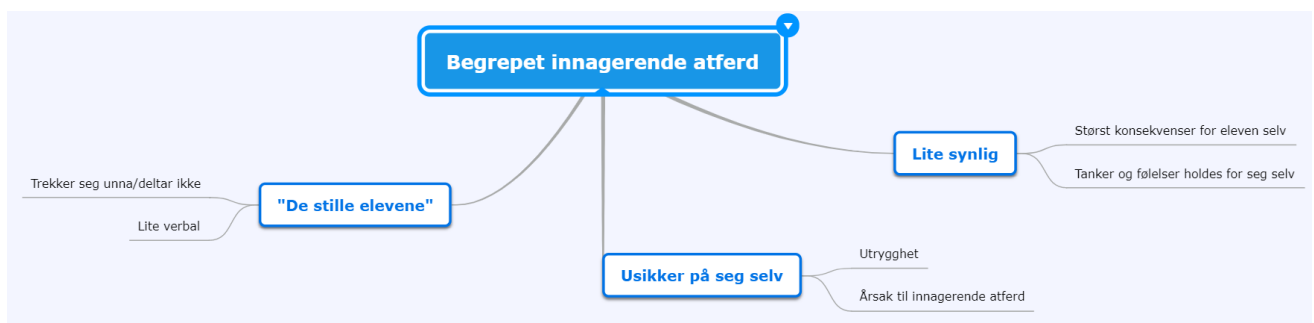 Begrepet innagerende atferd
Lite synlig
Størst konsekvenser for eleven selv
Tanker og følelser holdes for seg selv
"De stille elevene"
Trekker seg unna/deltar ikke
Lite verbal
Usikker på seg selv
Utrygghet
Årsak til innagerende atferd